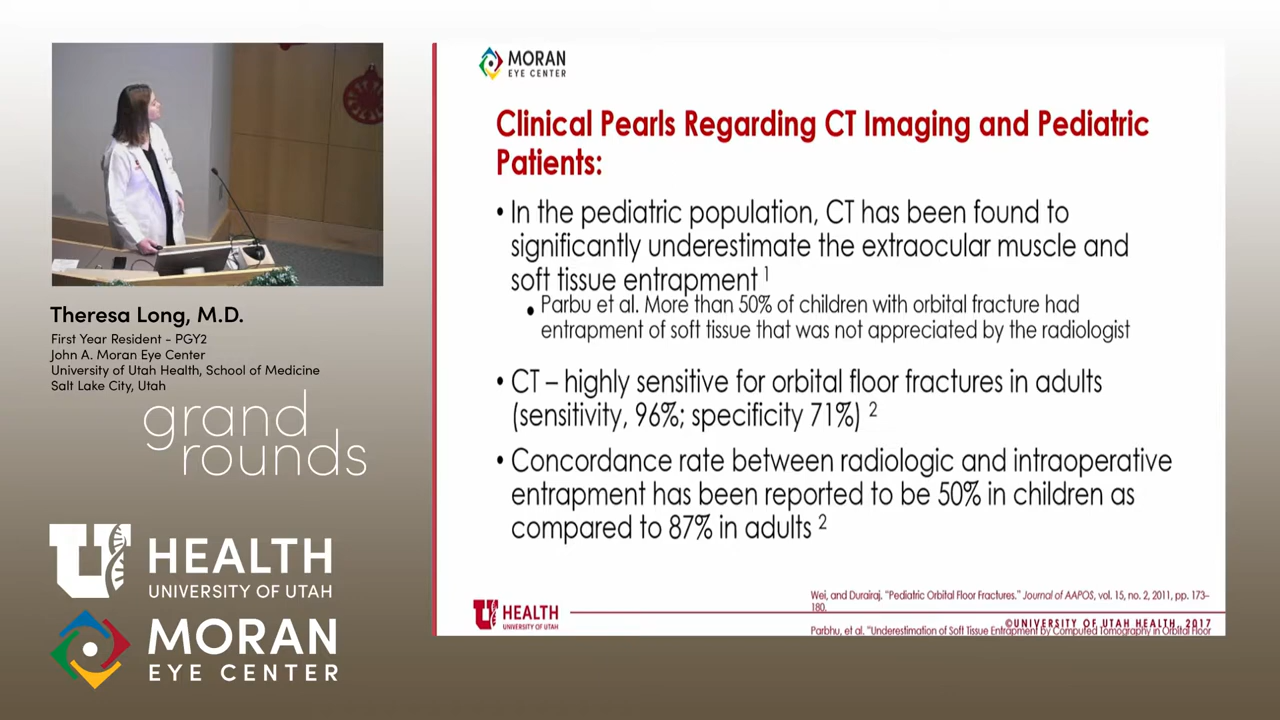 MORAN
EYE CENTER
Clinical Pearls Regarding CT Imaging and Pediatric
Patients:
• In the pediatric population, CT has been found to
significantly underestimate the extraocular muscle and
soft tissue entrapment 1
• Parbu et al. More than 50% of children with orbital fracture had
entrapment of soft tissue that was not appreciated by the radiologist
• CT – highly sensitive for orbital floor fractures in adults
(sensitivity, 96%; specificity 71%) 2
• Concordance rate between radiologic and intraoperative
entrapment has been reported to be 50% in children as
compared to 87% in adults 2
Wei, and Durairaj. “Pediatric Orbital Floor Fractures.” Journal of AAPOS, vol. 15, no. 2, 2011, pp. 173–
180.
©UNIVERSITY OF UTAH HEALTH, 2017
Parbhu, et al. “Underestimation of Soft Tissue Entrapment by Computed Tomography in Orbital Floor
U HEALTH
UNIVERSITY OF UTAH
Theresa Long, M.D.
First Year Resident - PGY2
John A. Moran Eye Center
University of Utah Health, School of Medicine
Salt Lake City, Utah
grand
rounds
U HEALTH
UNIVERSITY OF UTAH
MORAN
EYE CENTER